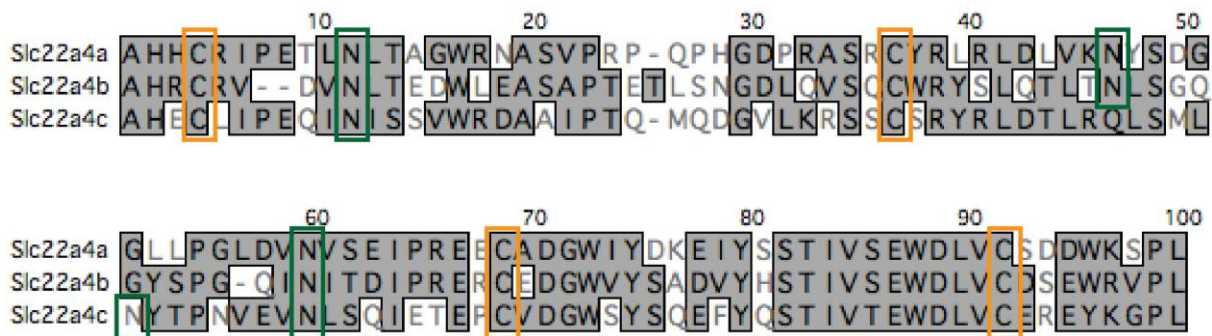 10 20 30 40 50
Slc22a4a AHHCRIPETLNLTAGWRNASVPRP-QPHGDPRASRCYRLRLDLVKNYSDG
Slc22a4b AHRCRV--DVNLTEDWLEASAPTETLSNGDLQVSQCWRYSLQTLTNLSGQ
Slc22a4c AHECLIPEQINISSVWRDAAIPTQ-MQDGVLKRSSCSRYRLDTLRQLSML
60 70 80 90 100
Slc22a4a GLLPGLDVNVSEIPREECADGWIYDKEIYSSTIVSEWDLVCSDDWKSPL
Slc22a4b GYSPG-QINITDIPRERCEDGWVYSADVYHSTIVSEWDLVCDSEWRVPL
Slc22a4c NYTPNVEVNLSQIETEPCVDGWSYSQEFYQSTIVTEWDLVCEREYKGPL